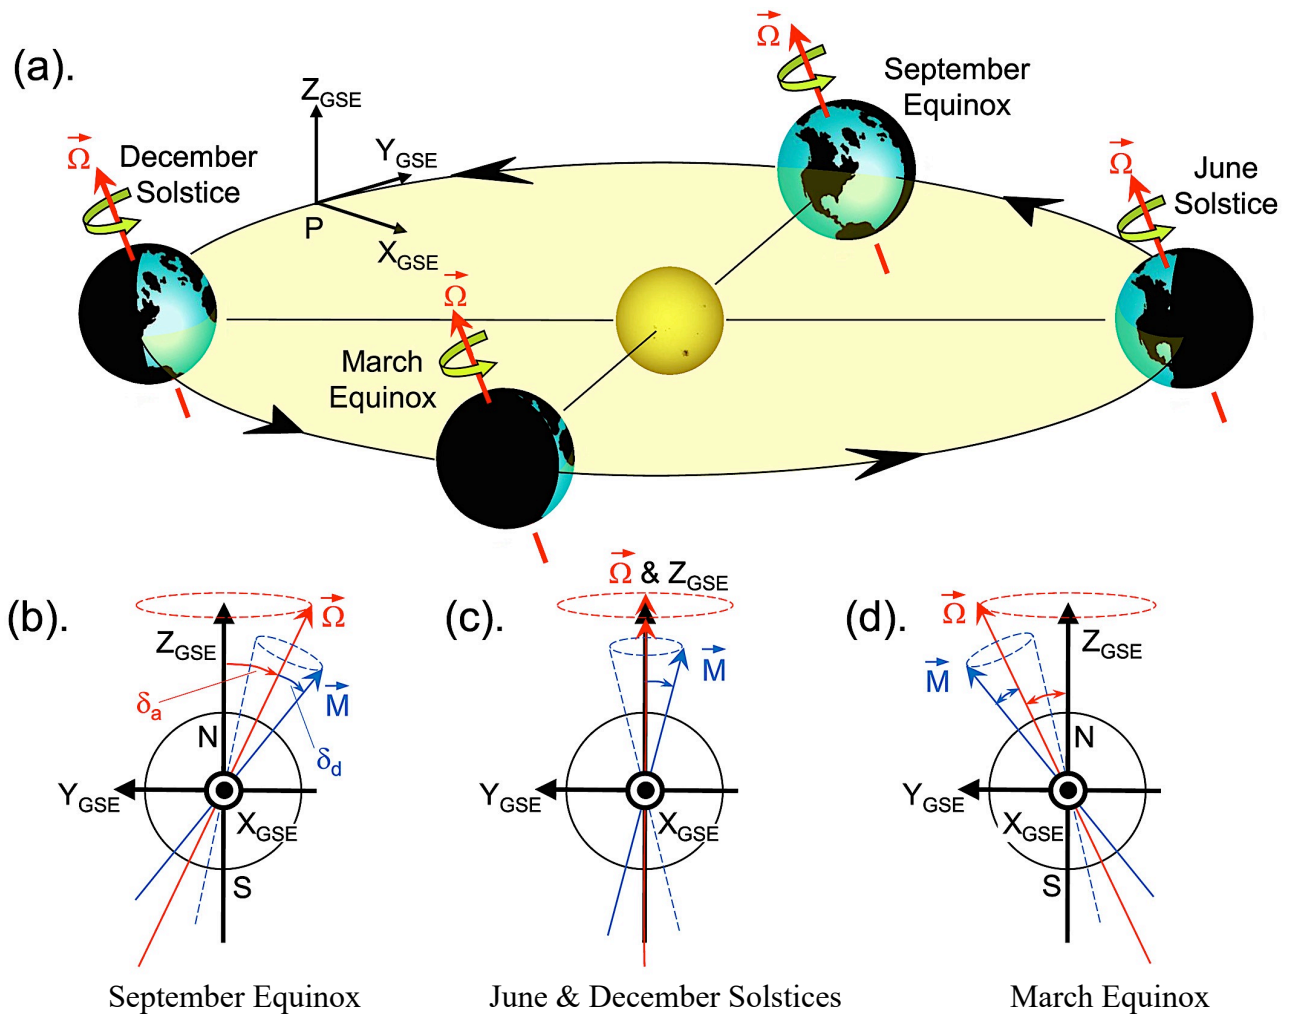 (a).
Ω
September
Equinox
Z_GSE
Ω
December
Solstice
Y_GSE
Ω
June
Solstice
P
X_GSE
Ω
March
Equinox
(b).
Ω
Z_GSE
M
δ_a
N
δ_d
Y_GSE
X_GSE
S
September Equinox
(c).
Ω & Z_GSE
M
Y_GSE
X_GSE
June & December Solstices
(d).
Ω
Z_GSE
M
N
Y_GSE
X_GSE
S
March Equinox